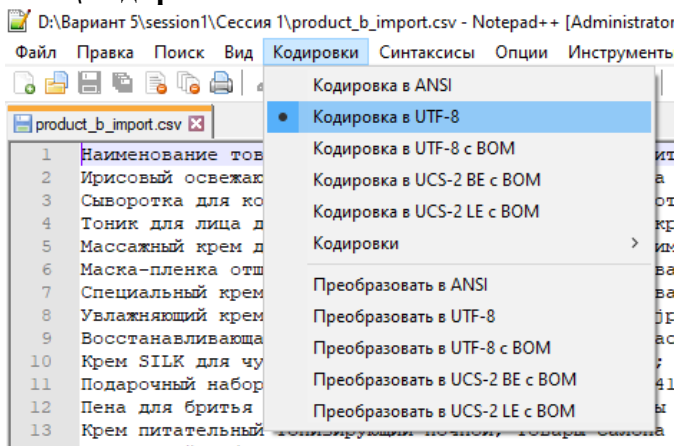 D:\Вариант 5\session1\Сессия 1\product_b_import.csv - Notepad++ [Administrator
Файл Правка Поиск Вид Кодировки Синтаксисы Опции Инструменты
product_b_import.csv
Кодировка в ANSI
Кодировка в UTF-8
Кодировка в UTF-8 с BOM
Кодировка в UCS-2 BE с BOM
Кодировка в UCS-2 LE с BOM
Кодировки
Преобразовать в ANSI
Преобразовать в UTF-8
Преобразовать в UTF-8 с BOM
Преобразовать в UCS-2 BE с BOM
Преобразовать в UCS-2 LE с BOM
1 Наименование тов
2 Ирисовый освежаю
3 Сыворотка для ко
4 Тоник для лица д
5 Массажный крем д
6 Маска-пленка отш
7 Специальный крем
8 Увлажняющий крем
9 Восстанавливающа
10 Крем SILK для чу
11 Подарочный набор
12 Пена для бритья
13 Крем питательный тонизирующий ночной, товары салона